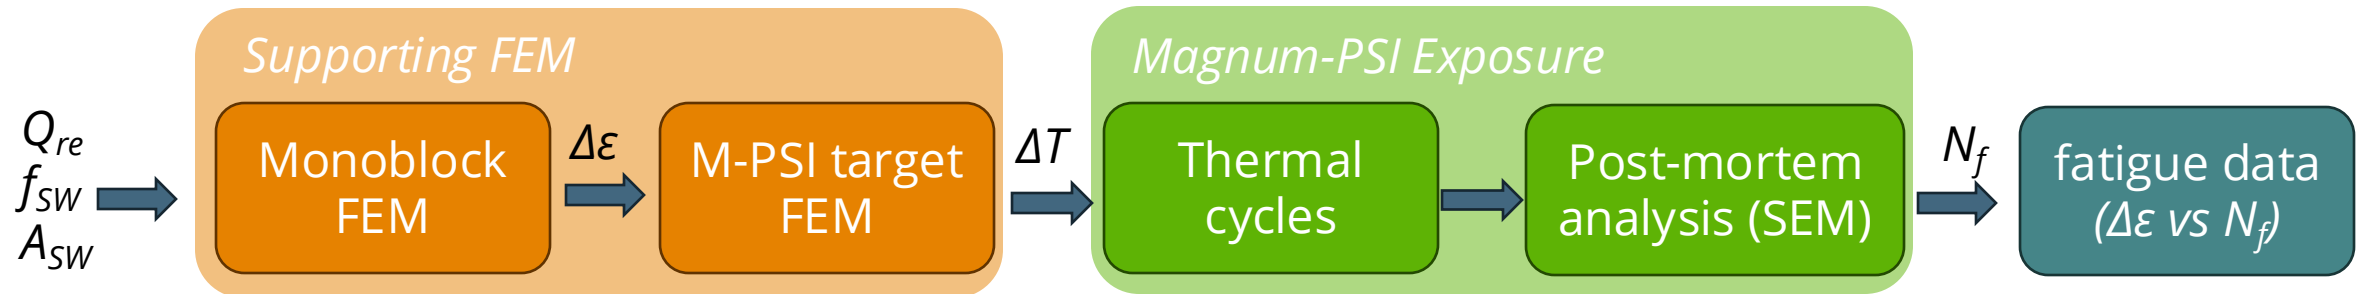 Q_re
f_SW
A_SW
Supporting FEM
Monoblock
FEM
Δε
M-PSI target
FEM
ΔT
Magnum-PSI Exposure
Thermal
cycles
Post-mortem
analysis (SEM)
N_f
fatigue data
(Δε vs N_f)